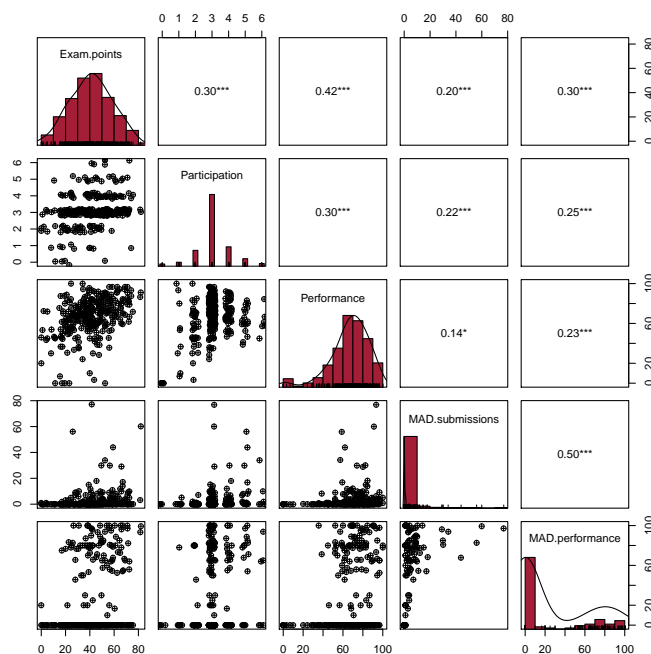 0 1 2 3 4 5 6
0 20 40 60 80
Exam.points
0.30***
0.42***
0.20***
0.30***
0 20 40 60 80
0 1 2 3 4 5 6
Participation
0.30***
0.22***
0.25***
Performance
0.14*
0.23***
0 20 60 100
0 20 40 60 80
MAD.submissions
0.50***
MAD.performance
0 20 60 100
0 20 40 60 80
0 20 40 60 80 100
0 20 40 60 80 100